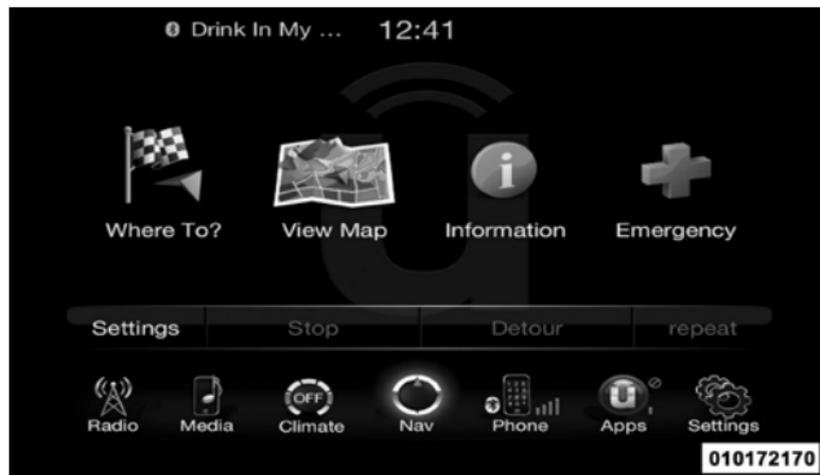 Drink In My ... 12:41
Where To? View Map Information Emergency
Settings Stop Detour repeat
OFF
Radio Media Climate Nav Phone Apps Settings
010172170